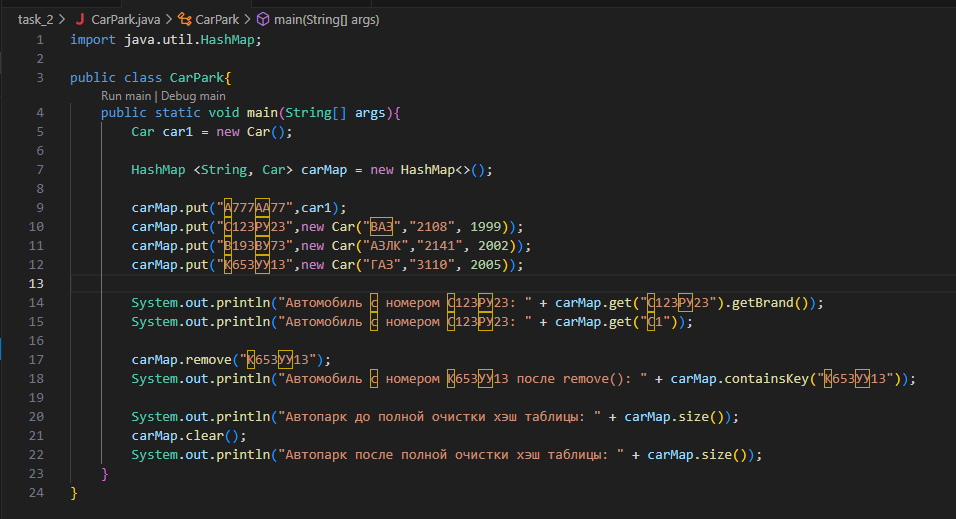 task_2 > J CarPark.java > CarPark > main(String[] args)
1 import java.util.HashMap;
2
3 public class CarPark{
Run main | Debug main
4 public static void main(String[] args){
5 Car car1 = new Car();
6
7 HashMap <String, Car> carMap = new HashMap<>();
8
9 carMap.put("А777АА77",car1);
10 carMap.put("С123РУ23",new Car("ВАЗ","2108", 1999));
11 carMap.put("В193ВУ73",new Car("АЗЛК","2141", 2002));
12 carMap.put("К653УУ13",new Car("ГАЗ","3110", 2005));
13
14 System.out.println("Автомобиль с номером С123РУ23: " + carMap.get("С123РУ23").getBrand());
15 System.out.println("Автомобиль с номером С123РУ23: " + carMap.get("С1"));
16
17 carMap.remove("К653УУ13");
18 System.out.println("Автомобиль с номером К653УУ13 после remove(): " + carMap.containsKey("К653УУ13"));
19
20 System.out.println("Автопарк до полной очистки хэш таблицы: " + carMap.size());
21 carMap.clear();
22 System.out.println("Автопарк после полной очистки хэш таблицы: " + carMap.size());
23 }
24 }